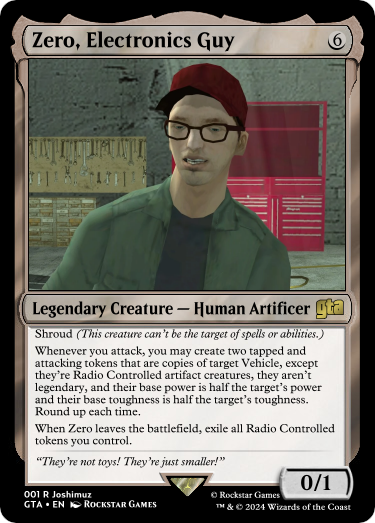 Zero, Electronics Guy 6
Legendary Creature — Human Artificer gta
Shroud (This creature can't be the target of spells or abilities.)
Whenever you attack, you may create two tapped and
attacking tokens that are copies of target Vehicle, except
they're Radio Controlled artifact creatures, they aren't
legendary, and their base power is half the target's power
and their base toughness is half the target's toughness.
Round up each time.
When Zero leaves the battlefield, exile all Radio Controlled
tokens you control.
"They're not toys! They're just smaller!"
0/1
001 R Joshimuz
GTA • EN Rockstar Games
© Rockstar Games
™ & © 2024 Wizards of the Coast